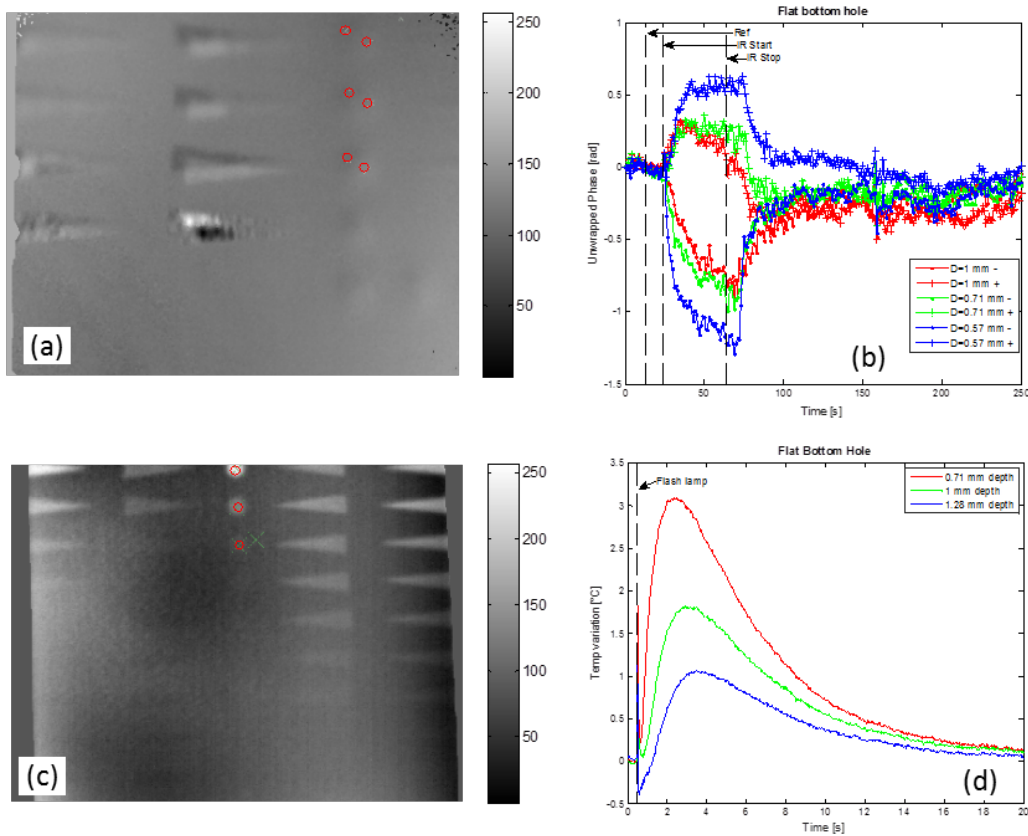 (a)
250
200
150
100
50
Flat bottom hole
Ref
IR Start
IR Stop
1
0.5
0
-0.5
-1
-1.5
Unwrapped Phase [rad]
D=1 mm -
D=1 mm +
D=0.71 mm -
D=0.71 mm +
D=0.57 mm -
D=0.57 mm +
(b)
0 50 100 150 200 250
Time [s]
(c)
250
200
150
100
50
Flat Bottom Hole
Flash lamp
0.71 mm depth
1 mm depth
1.28 mm depth
3.5
3
2.5
2
1.5
1
0.5
0
-0.5
Temp variation [°C]
(d)
0 2 4 6 8 10 12 14 16 18 20
Time [s]